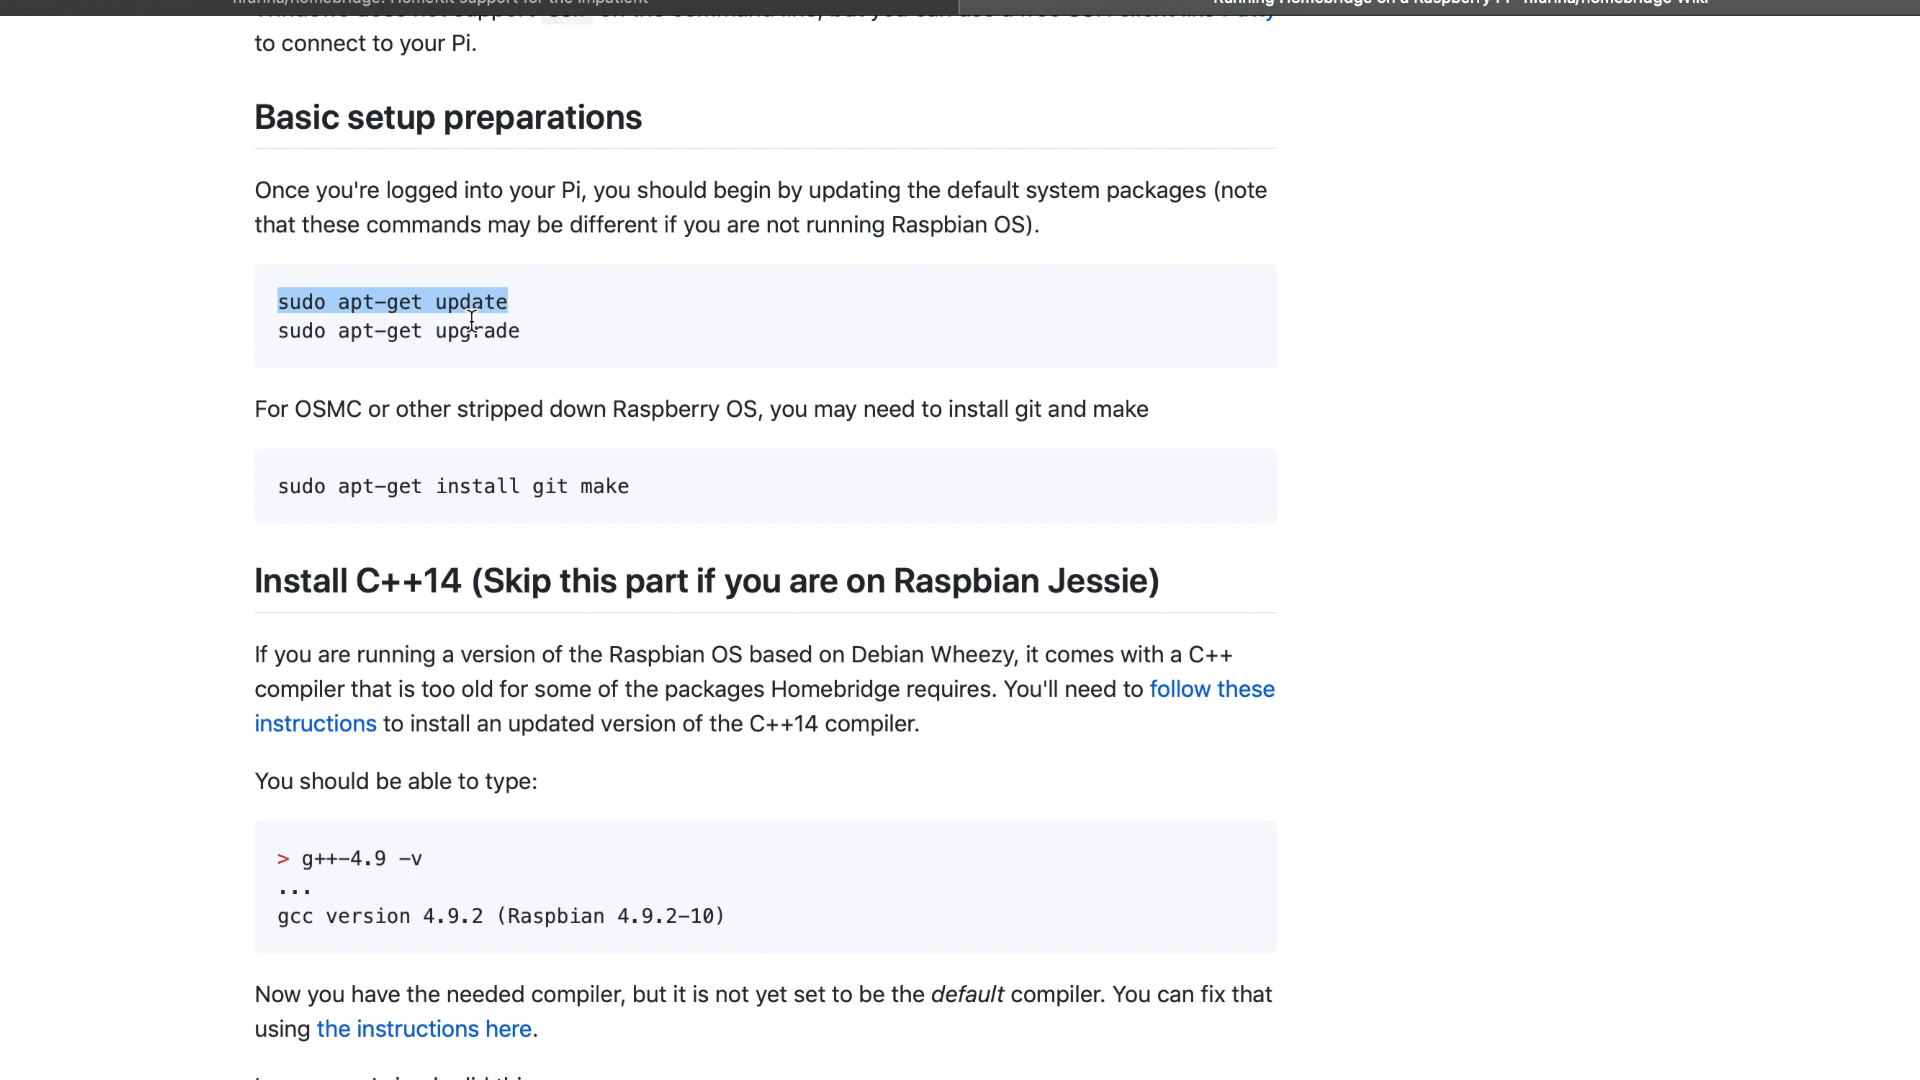 to connect to your Pi.
Basic setup preparations
Once you're logged into your Pi, you should begin by updating the default system packages (note
that these commands may be different if you are not running Raspbian OS).
sudo apt-get update
sudo apt-get upgrade
For OSMC or other stripped down Raspberry OS, you may need to install git and make
sudo apt-get install git make
Install C++14 (Skip this part if you are on Raspbian Jessie)
If you are running a version of the Raspbian OS based on Debian Wheezy, it comes with a C++
compiler that is too old for some of the packages Homebridge requires. You'll need to follow these
instructions to install an updated version of the C++14 compiler.
You should be able to type:
> g++-4.9 -v
...
gcc version 4.9.2 (Raspbian 4.9.2-10)
Now you have the needed compiler, but it is not yet set to be the default compiler. You can fix that
using the instructions here.